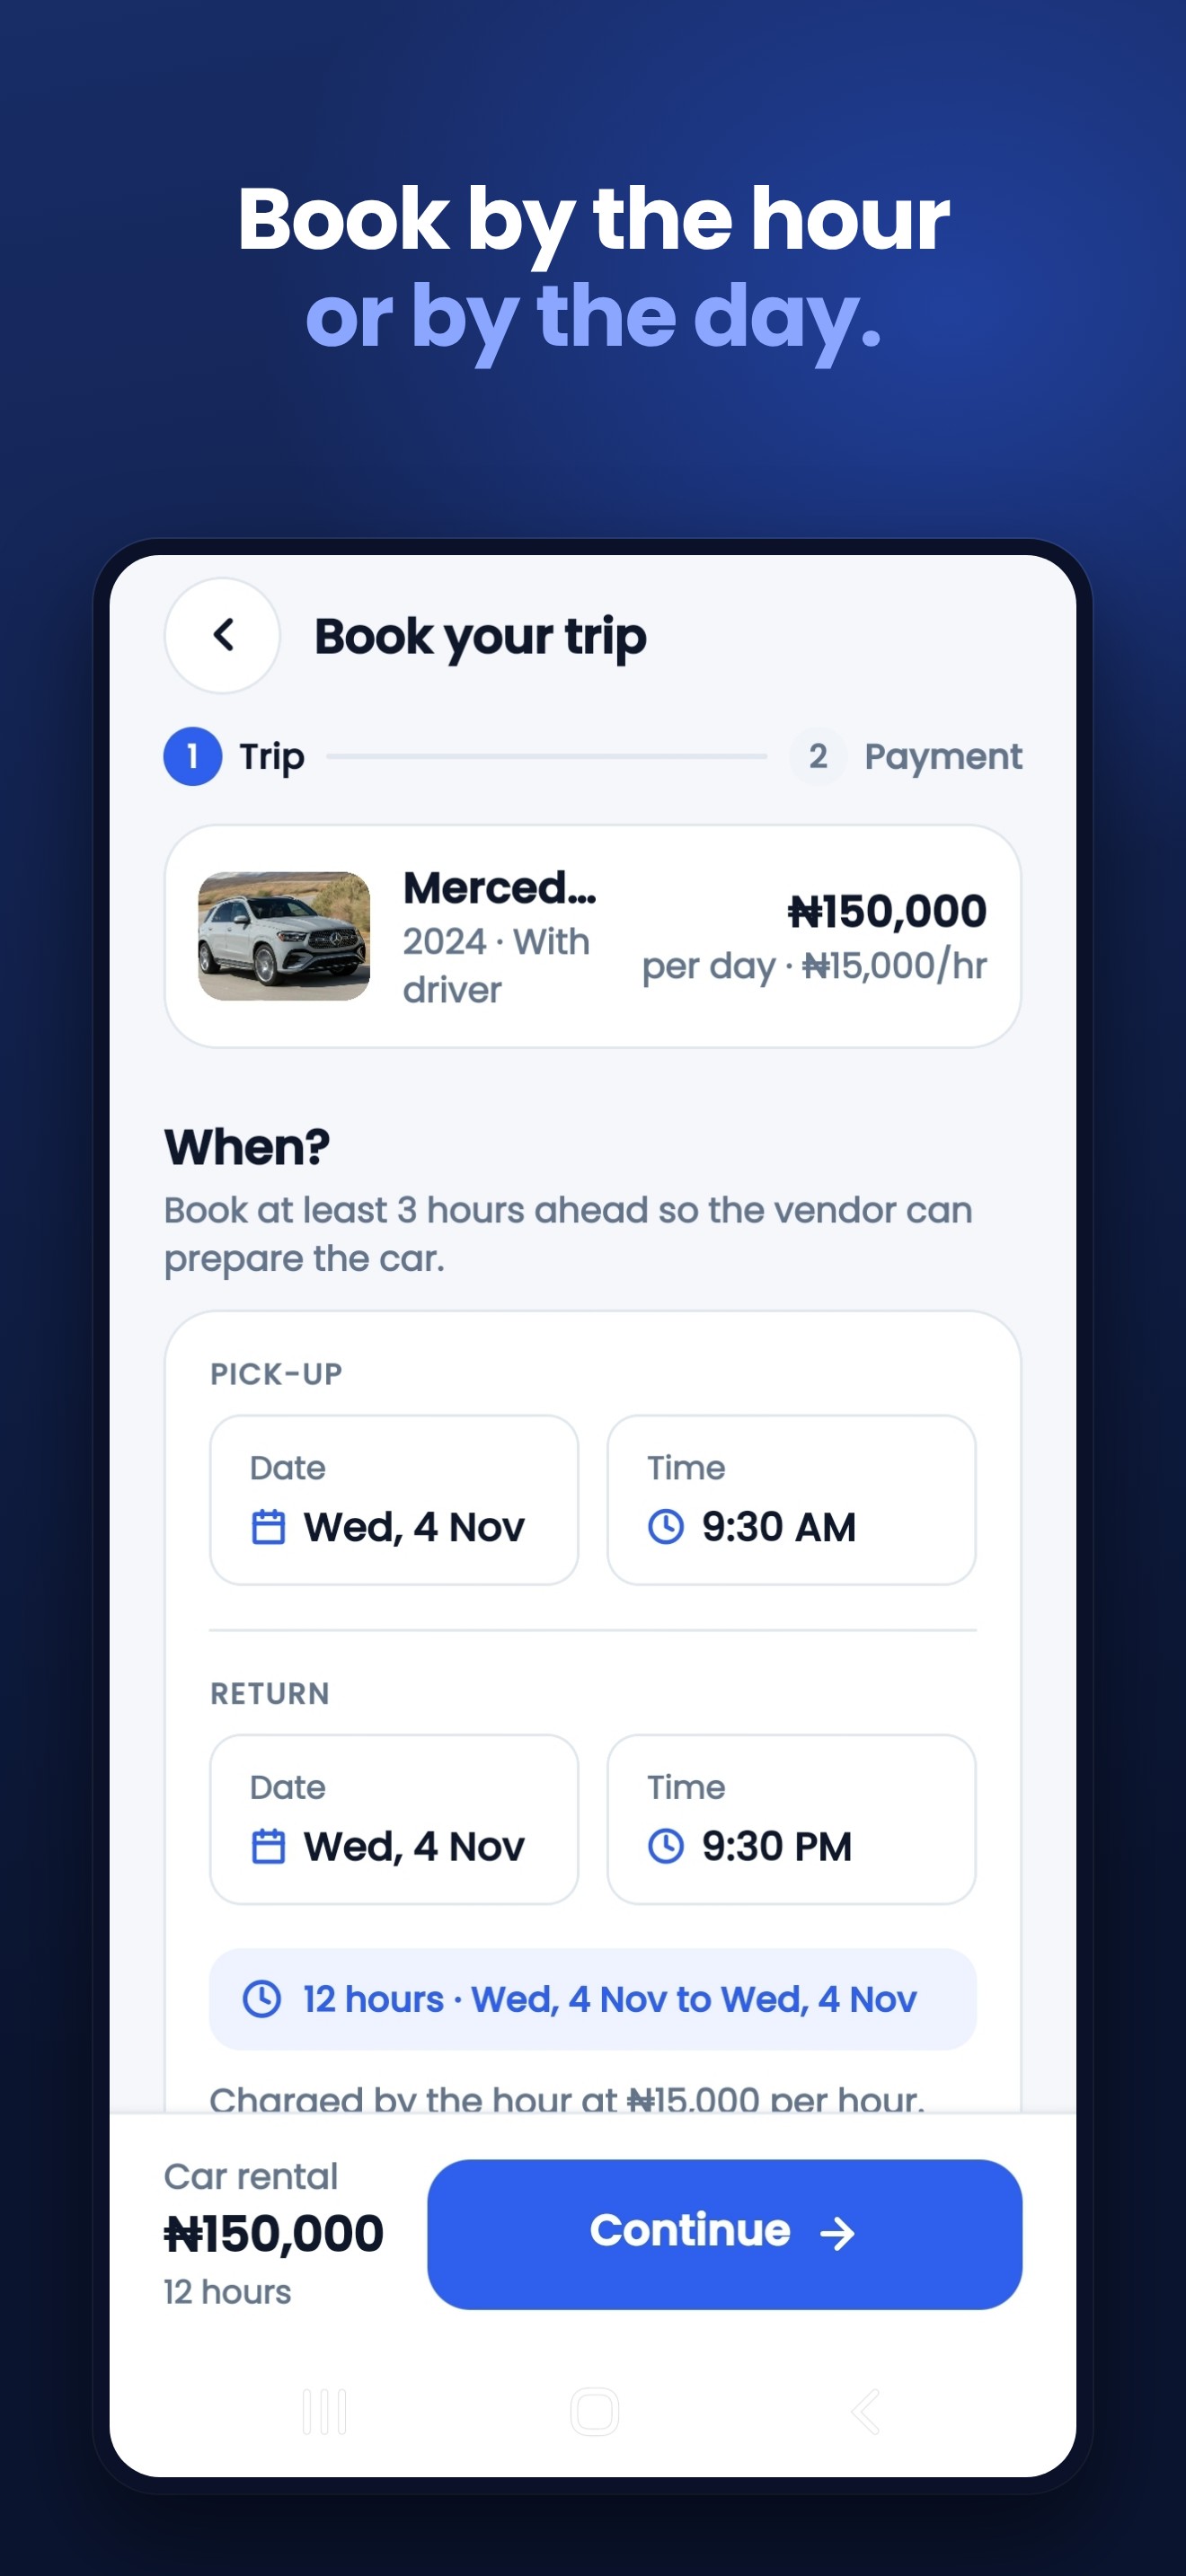 Book by the hour
or by the day.
Book your trip
1 Trip 2 Payment
Merced...
2024 · With
driver
₦150,000
per day · ₦15,000/hr
When?
Book at least 3 hours ahead so the vendor can
prepare the car.
PICK-UP
Date
Wed, 4 Nov
Time
9:30 AM
RETURN
Date
Wed, 4 Nov
Time
9:30 PM
12 hours · Wed, 4 Nov to Wed, 4 Nov
Charged by the hour at ₦15,000 per hour.
Car rental
₦150,000
12 hours
Continue →